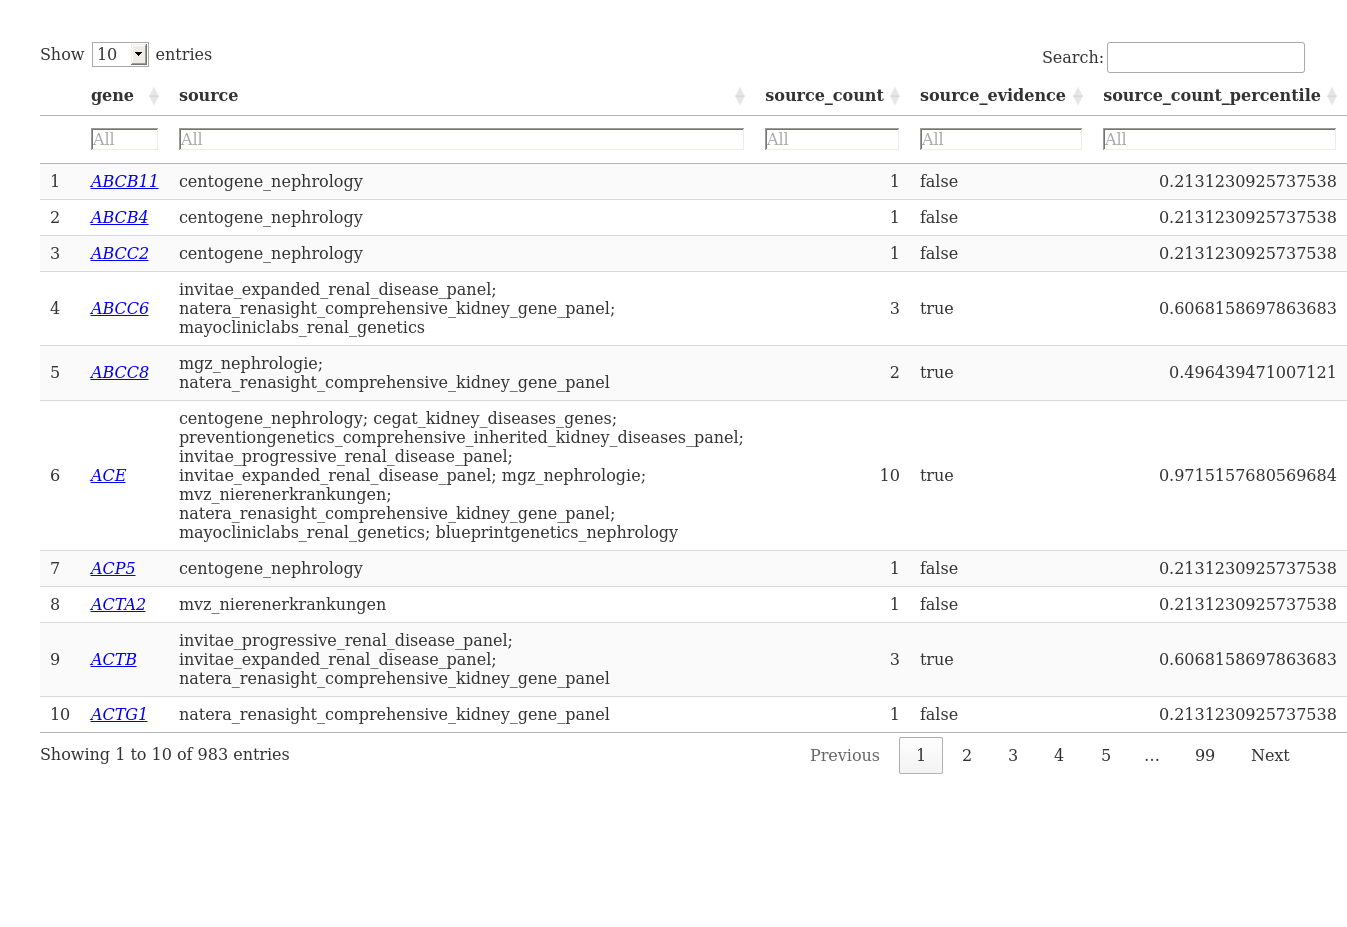 Show 10 entries
Search:
gene source source_count source_evidence source_count_percentile
All All All All All
1 ABCB11 centogene_nephrology 1 false 0.2131230925737538
2 ABCB4 centogene_nephrology 1 false 0.2131230925737538
3 ABCC2 centogene_nephrology 1 false 0.2131230925737538
invitae_expanded_renal_disease_panel;
4 ABCC6 natera_renasight_comprehensive_kidney_gene_panel; 3 true 0.6068158697863683
mayocliniclabs_renal_genetics
mgz_nephrologie;
5 ABCC8 natera_renasight_comprehensive_kidney_gene_panel 2 true 0.496439471007121
centogene_nephrology; cegat_kidney_diseases_genes;
preventiongenetics_comprehensive_inherited_kidney_diseases_panel;
invitae_progressive_renal_disease_panel;
6 ACE invitae_expanded_renal_disease_panel; mgz_nephrologie; 10 true 0.9715157680569684
mvz_nierenerkrankungen;
natera_renasight_comprehensive_kidney_gene_panel;
mayocliniclabs_renal_genetics; blueprintgenetics_nephrology
7 ACP5 centogene_nephrology 1 false 0.2131230925737538
8 ACTA2 mvz_nierenerkrankungen 1 false 0.2131230925737538
invitae_progressive_renal_disease_panel;
9 ACTB invitae_expanded_renal_disease_panel; 3 true 0.6068158697863683
natera_renasight_comprehensive_kidney_gene_panel
10 ACTG1 natera_renasight_comprehensive_kidney_gene_panel 1 false 0.2131230925737538
Showing 1 to 10 of 983 entries
Previous 1 2 3 4 5 … 99 Next